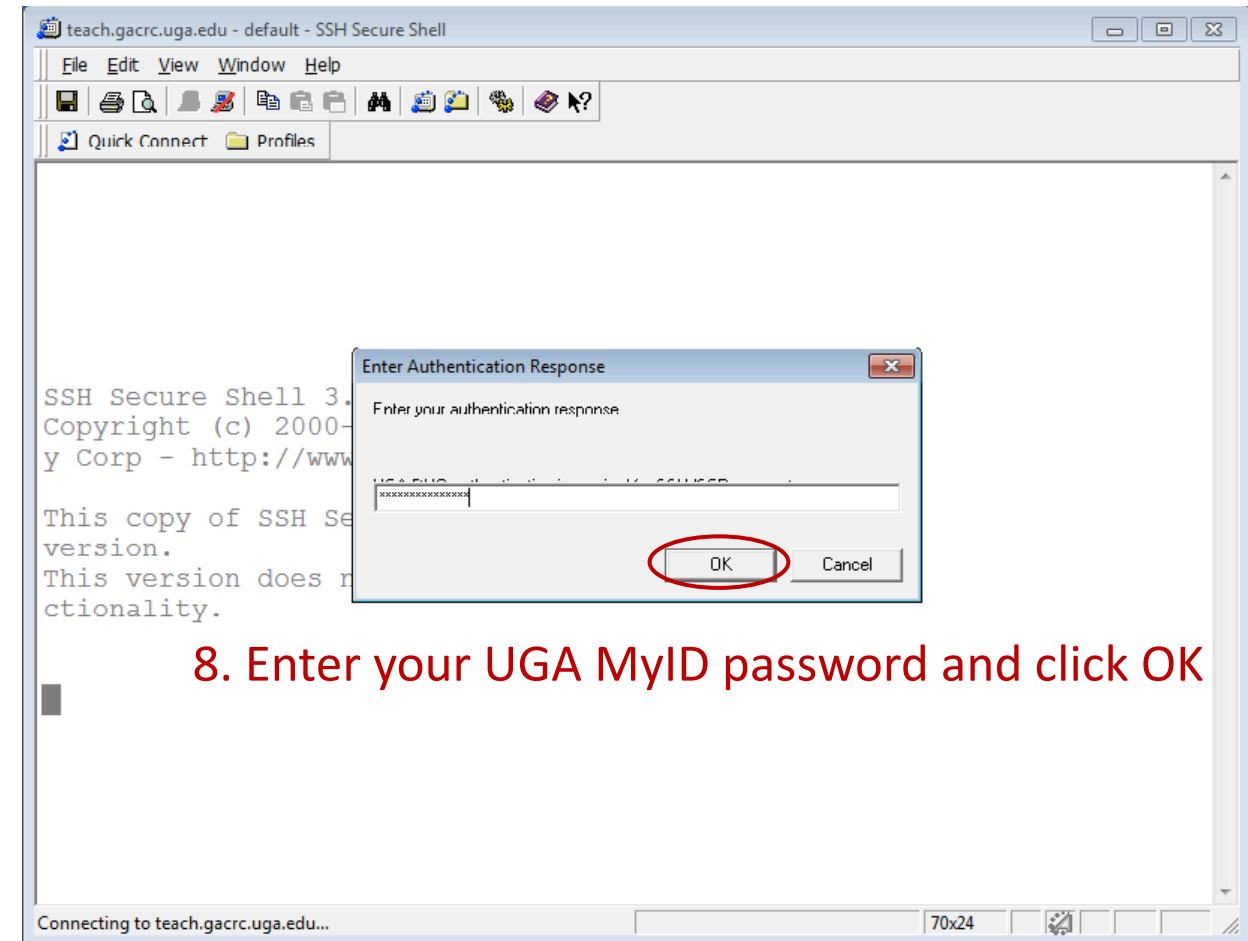 teach.gacrc.uga.edu - default - SSH Secure Shell
File Edit View Window Help
Quick Connect Profiles
SSH Secure Shell 3.
Copyright (c) 2000-
y Corp - http://www
This copy of SSH Se
version.
This version does n
ctionality.
Enter Authentication Response
Enter your authentication response
xxxxxxxxxxxxxxx
OK Cancel
8. Enter your UGA MyID password and click OK
Connecting to teach.gacrc.uga.edu...
70x24